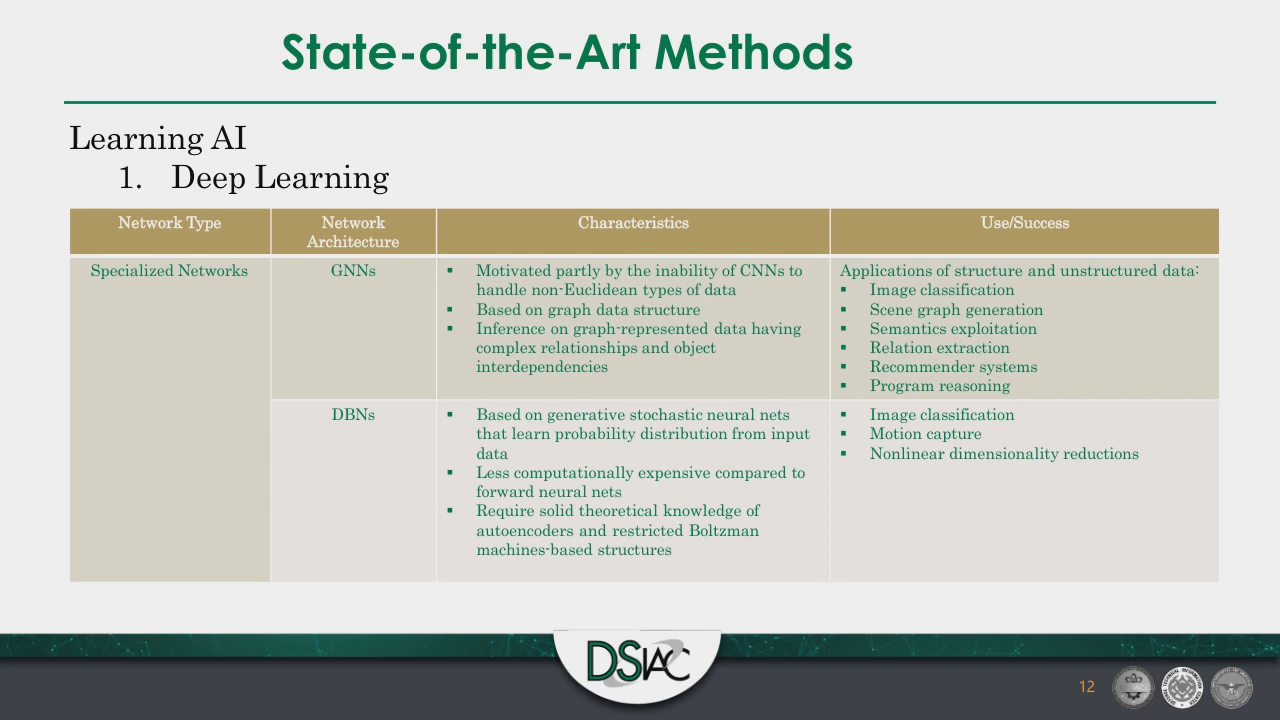 State-of-the-Art Methods
Learning AI
1. Deep Learning
Network Type
Network
Architecture
Characteristics
Use/Success
Specialized Networks
GNNs
▪ Motivated partly by the inability of CNNs to
handle non-Euclidean types of data
▪ Based on graph data structure
▪ Inference on graph-represented data having
complex relationships and object
interdependencies
Applications of structure and unstructured data:
▪ Image classification
▪ Scene graph generation
▪ Semantics exploitation
▪ Relation extraction
▪ Recommender systems
▪ Program reasoning
DBNs
▪ Based on generative stochastic neural nets
that learn probability distribution from input
data
▪ Less computationally expensive compared to
forward neural nets
▪ Require solid theoretical knowledge of
autoencoders and restricted Boltzman
machines-based structures
▪ Image classification
▪ Motion capture
▪ Nonlinear dimensionality reductions
DSIAC
12